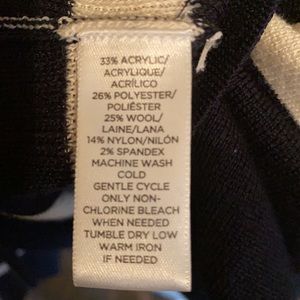 33% ACRYLIC/
ACRYLIQUE/
ACRÍLICO
26% POLYESTER/
POLIÉSTER
25% WOOL/
LAINE/LANA
14% NYLON/NILÓN
2% SPANDEX
MACHINE WASH
COLD
GENTLE CYCLE
ONLY NON-
CHLORINE BLEACH
WHEN NEEDED
TUMBLE DRY LOW
WARM IRON
IF NEEDED